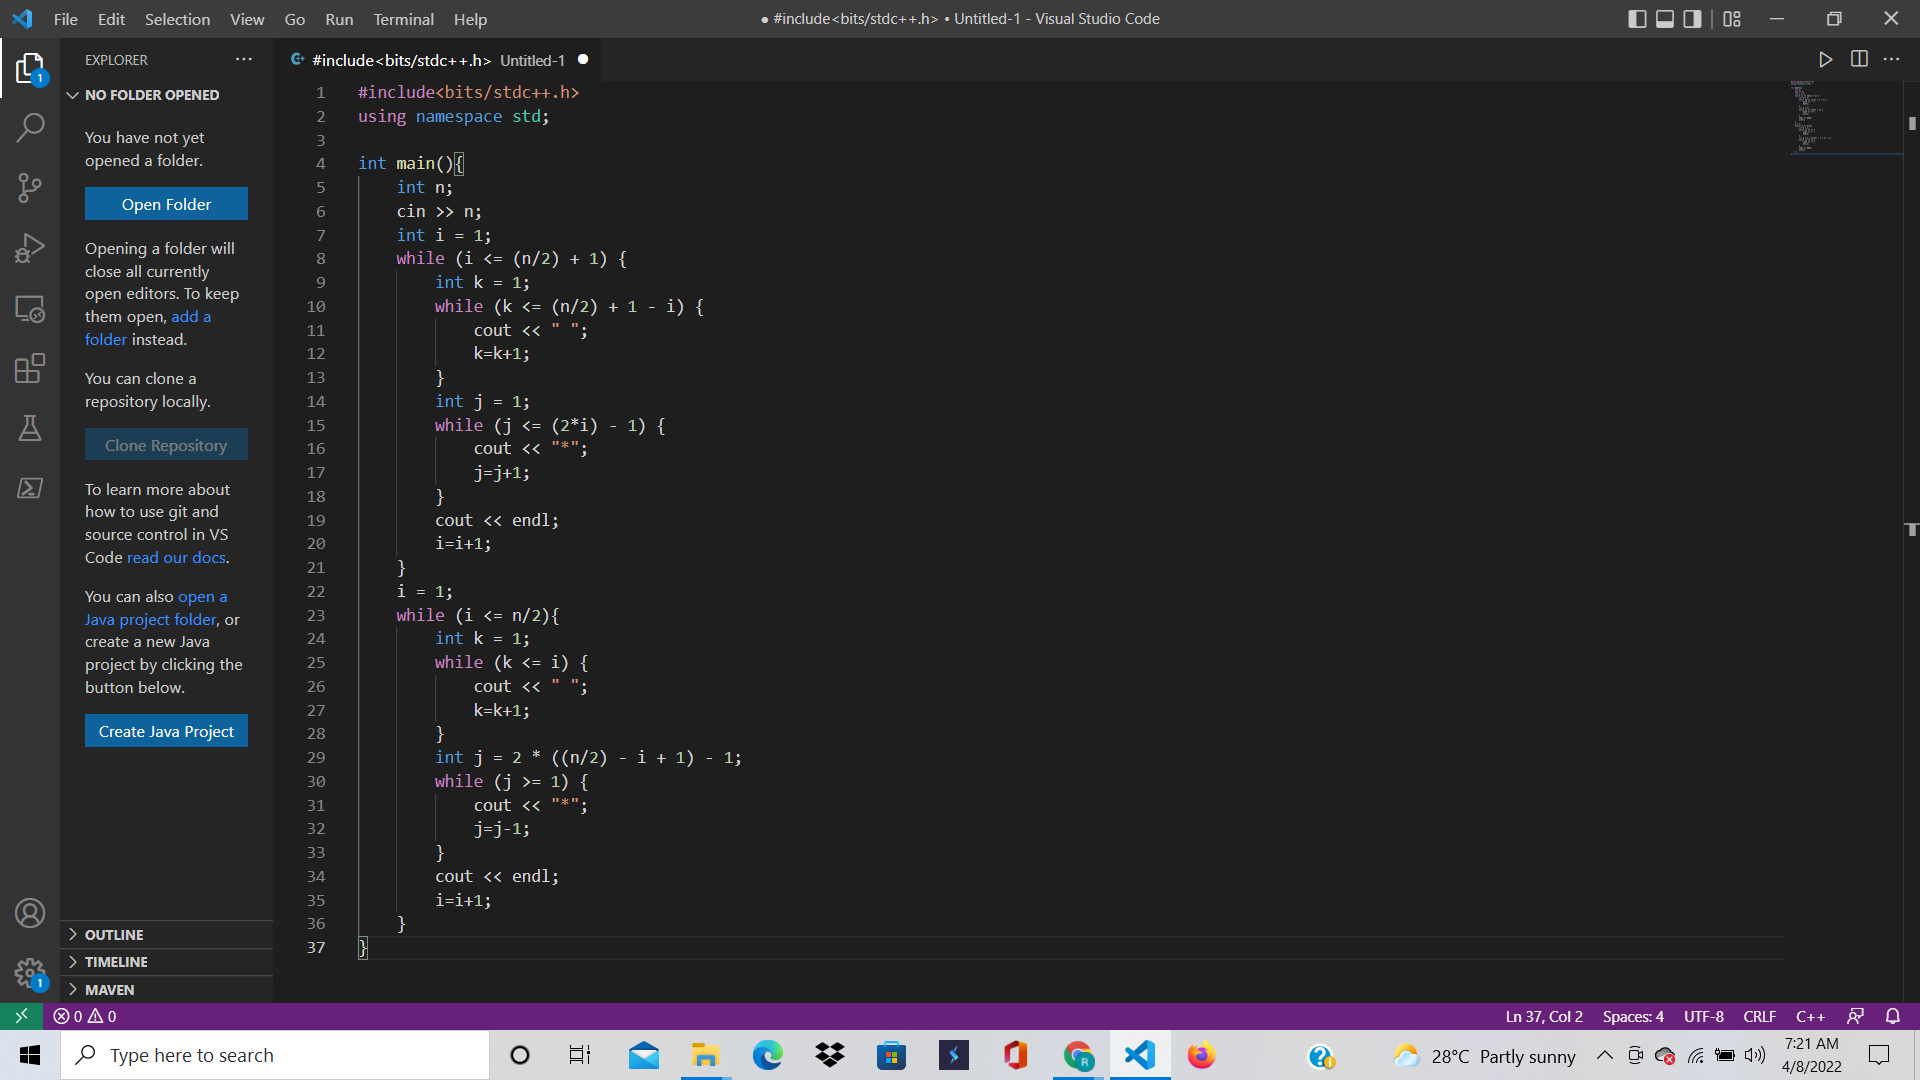 File Edit Selection View Go Run Terminal Help
● #include<bits/stdc++.h> • Untitled-1 - Visual Studio Code
EXPLORER
NO FOLDER OPENED
You have not yet
opened a folder.
Open Folder
Opening a folder will
close all currently
open editors. To keep
them open, add a
folder instead.
You can clone a
repository locally.
Clone Repository
To learn more about
how to use git and
source control in VS
Code read our docs.
You can also open a
Java project folder, or
create a new Java
project by clicking the
button below.
Create Java Project
OUTLINE
TIMELINE
MAVEN
1
1
#include<bits/stdc++.h> Untitled-1
1 #include<bits/stdc++.h>
2 using namespace std;
3
4 int main(){
5     int n;
6     cin >> n;
7     int i = 1;
8     while (i <= (n/2) + 1) {
9         int k = 1;
10         while (k <= (n/2) + 1 - i) {
11             cout << " ";
12             k=k+1;
13         }
14         int j = 1;
15         while (j <= (2*i) - 1) {
16             cout << "*";
17             j=j+1;
18         }
19         cout << endl;
20         i=i+1;
21     }
22     i = 1;
23     while (i <= n/2){
24         int k = 1;
25         while (k <= i) {
26             cout << " ";
27             k=k+1;
28         }
29         int j = 2 * ((n/2) - i + 1) - 1;
30         while (j >= 1) {
31             cout << "*";
32             j=j-1;
33         }
34         cout << endl;
35         i=i+1;
36     }
37 }
0 0
Ln 37, Col 2 Spaces: 4 UTF-8 CRLF C++
Type here to search
28°C Partly sunny
7:21 AM
4/8/2022